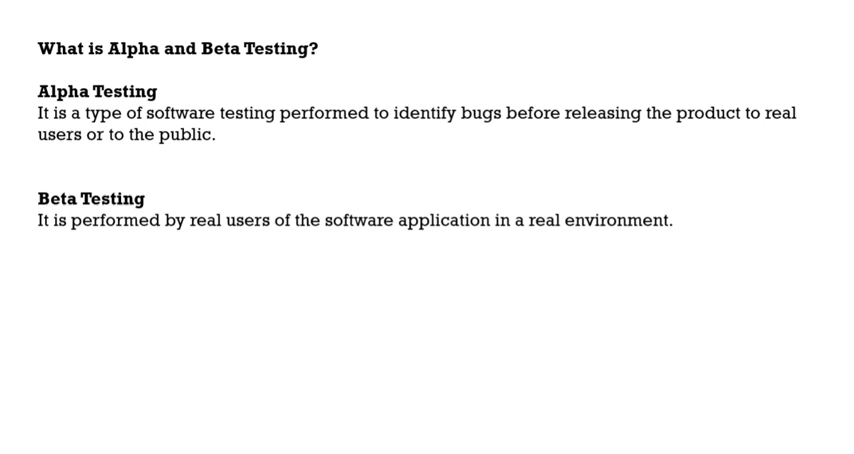 What is Alpha and Beta Testing?
Alpha Testing
It is a type of software testing performed to identify bugs before releasing the product to real
users or to the public.
Beta Testing
It is performed by real users of the software application in a real environment.